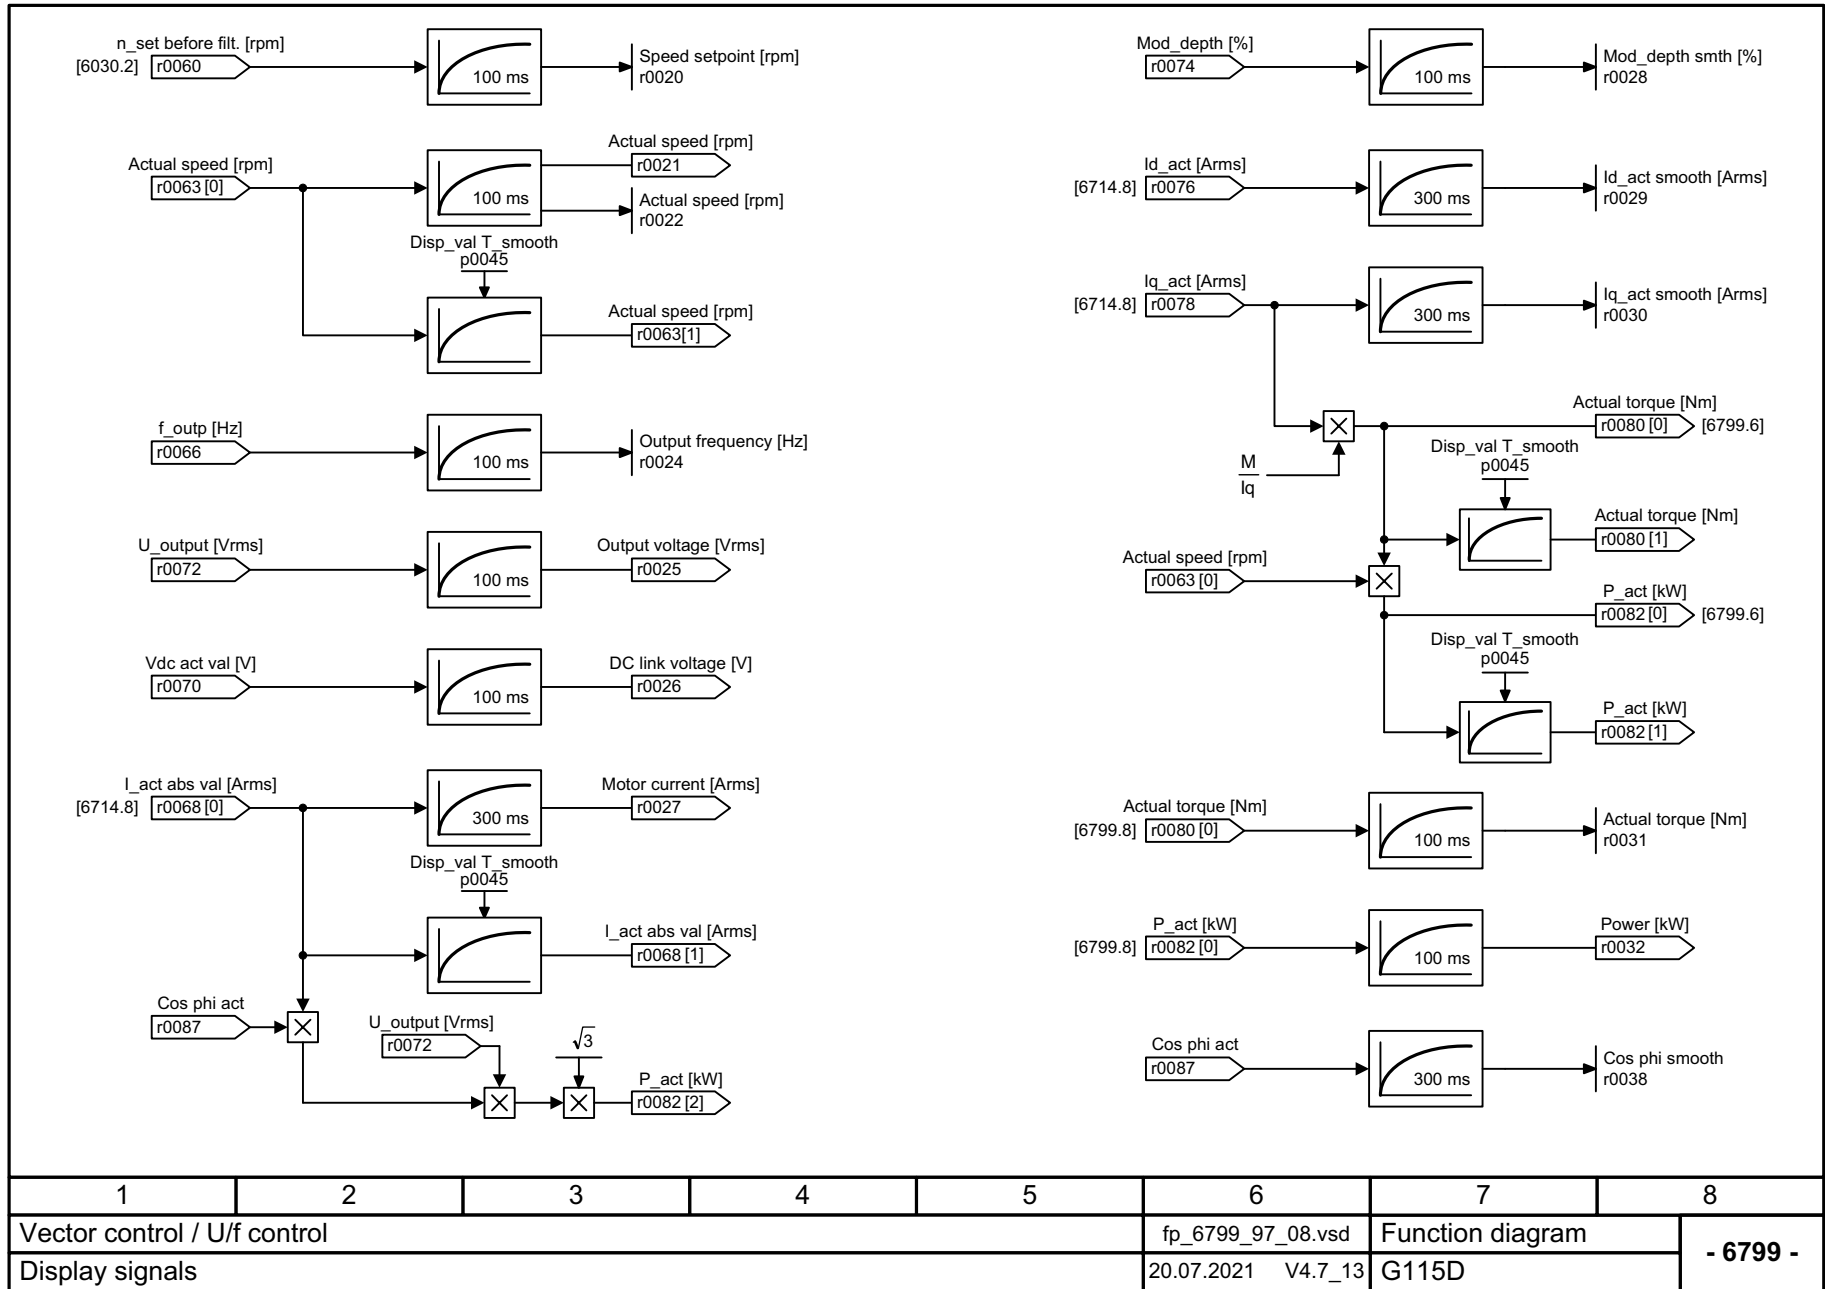 n_set before filt. [rpm]
[6030.2] r0060
100 ms
Speed setpoint [rpm]
r0020
Actual speed [rpm]
r0063 [0]
100 ms
Actual speed [rpm]
r0021
Actual speed [rpm]
r0022
Disp_val T_smooth
p0045
Actual speed [rpm]
r0063[1]
f_outp [Hz]
r0066
100 ms
Output frequency [Hz]
r0024
U_output [Vrms]
r0072
100 ms
Output voltage [Vrms]
r0025
Vdc act val [V]
r0070
100 ms
DC link voltage [V]
r0026
I_act abs val [Arms]
[6714.8] r0068 [0]
300 ms
Motor current [Arms]
r0027
Disp_val T_smooth
p0045
I_act abs val [Arms]
r0068 [1]
Cos phi act
r0087
U_output [Vrms]
r0072
√3
P_act [kW]
r0082 [2]
Mod_depth [%]
r0074
100 ms
Mod_depth smth [%]
r0028
Id_act [Arms]
[6714.8] r0076
300 ms
Id_act smooth [Arms]
r0029
Iq_act [Arms]
[6714.8] r0078
300 ms
Iq_act smooth [Arms]
r0030
M
Iq
Actual torque [Nm]
r0080 [0] [6799.6]
Disp_val T_smooth
p0045
Actual torque [Nm]
r0080 [1]
Actual speed [rpm]
r0063 [0]
P_act [kW]
r0082 [0] [6799.6]
Disp_val T_smooth
p0045
P_act [kW]
r0082 [1]
Actual torque [Nm]
[6799.8] r0080 [0]
100 ms
Actual torque [Nm]
r0031
P_act [kW]
[6799.8] r0082 [0]
100 ms
Power [kW]
r0032
Cos phi act
r0087
300 ms
Cos phi smooth
r0038
1 2 3 4 5 6 7 8
Vector control / U/f control
fp_6799_97_08.vsd
Function diagram
- 6799 -
Display signals
20.07.2021 V4.7_13
G115D